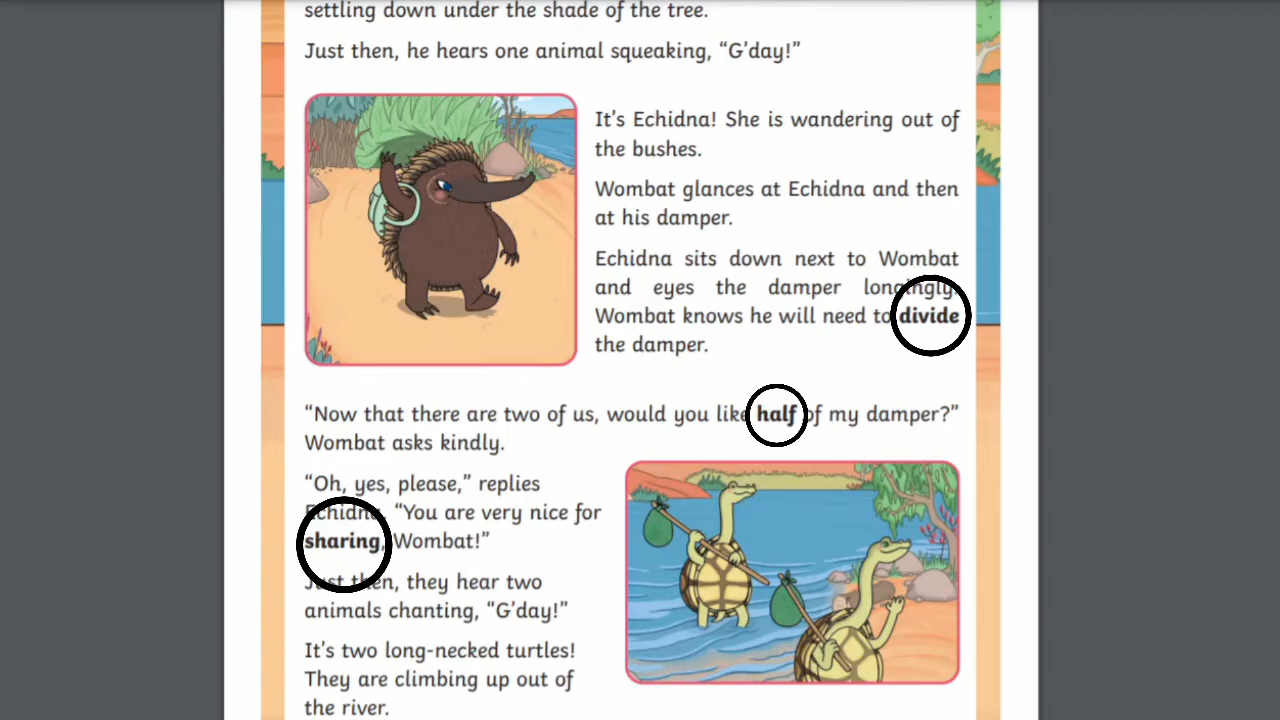 settling down under the shade of the tree.
Just then, he hears one animal squeaking, “G’day!”
It’s Echidna! She is wandering out of
the bushes.
Wombat glances at Echidna and then
at his damper.
Echidna sits down next to Wombat
and eyes the damper longingly.
Wombat knows he will need to divide
the damper.
“Now that there are two of us, would you like half of my damper?”
Wombat asks kindly.
“Oh, yes, please,” replies
Echidna. “You are very nice for
sharing, Wombat!”
Just then, they hear two
animals chanting, “G’day!”
It’s two long-necked turtles!
They are climbing up out of
the river.